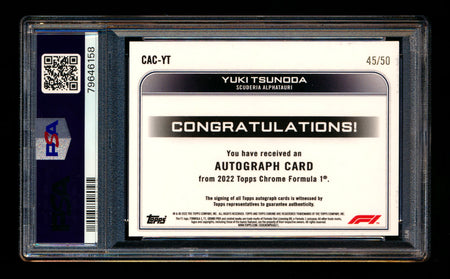 CAC-YT
45/50
YUKI TSUNODA
SCUDERIA ALPHATAURI
CONGRATULATIONS!
You have received an
AUTOGRAPH CARD
from 2022 Topps Chrome Formula 1®.
The signing of all Topps autograph cards is witnessed by
Topps representatives to guarantee authenticity.
Topps
F1
79646158
PSA